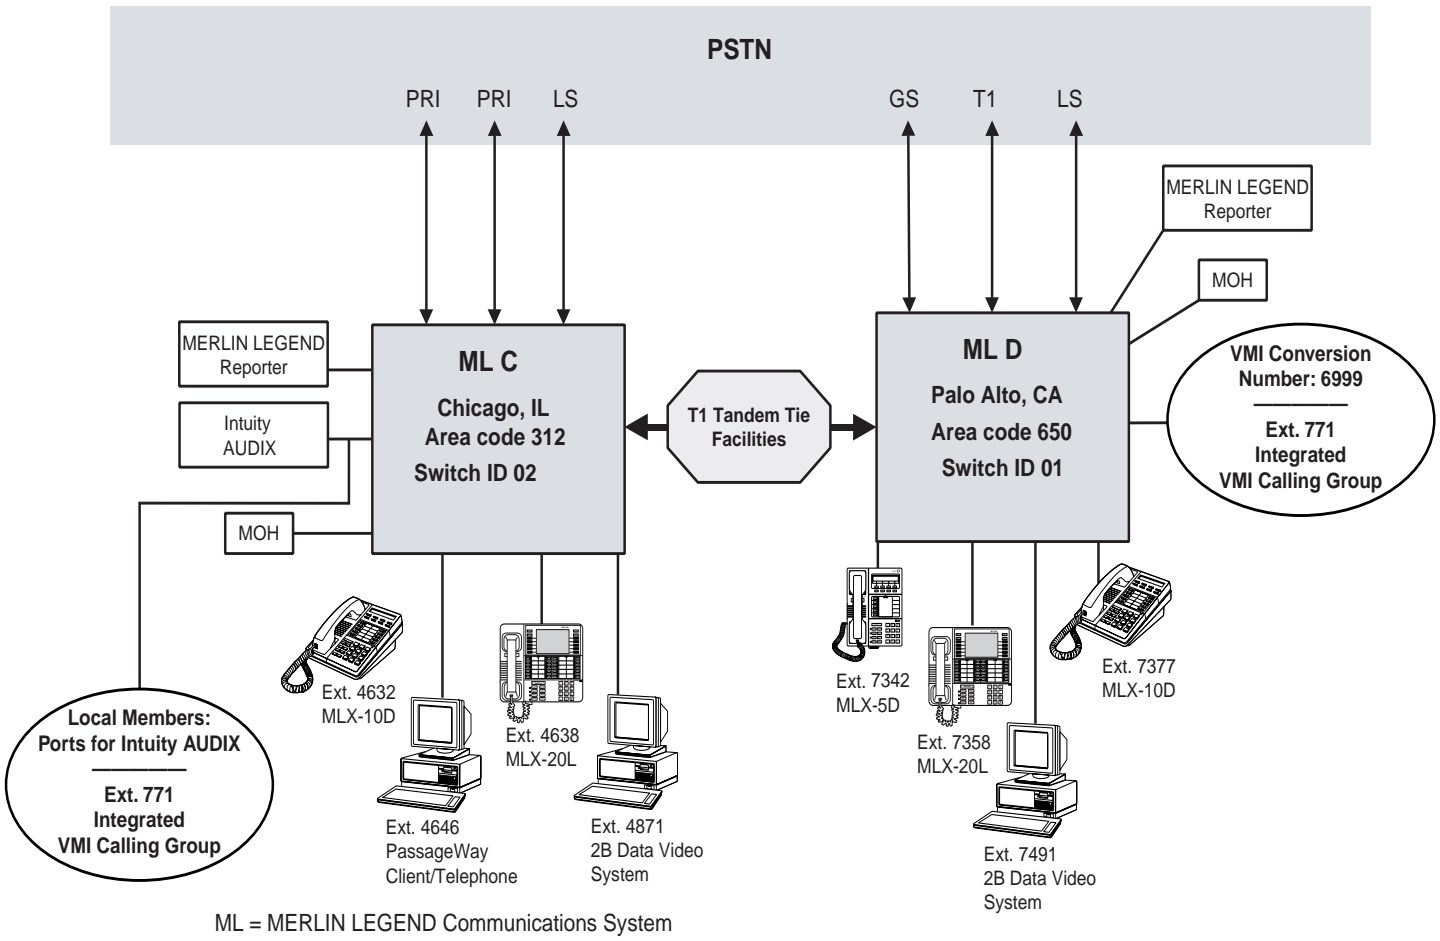 PSTN
PRI
PRI
LS
GS
T1
LS
MERLIN LEGEND
Reporter
MOH
MERLIN LEGEND
Reporter
Intuity
AUDIX
MOH
ML C
Chicago, IL
Area code 312
Switch ID 02
T1 Tandem Tie
Facilities
ML D
Palo Alto, CA
Area code 650
Switch ID 01
VMI Conversion
Number: 6999
Ext. 771
Integrated
VMI Calling Group
Local Members:
Ports for Intuity AUDIX
Ext. 771
Integrated
VMI Calling Group
Ext. 4632
MLX-10D
Ext. 4646
PassageWay
Client/Telephone
Ext. 4638
MLX-20L
Ext. 4871
2B Data Video
System
Ext. 7342
MLX-5D
Ext. 7358
MLX-20L
Ext. 7491
2B Data Video
System
Ext. 7377
MLX-10D
ML = MERLIN LEGEND Communications System